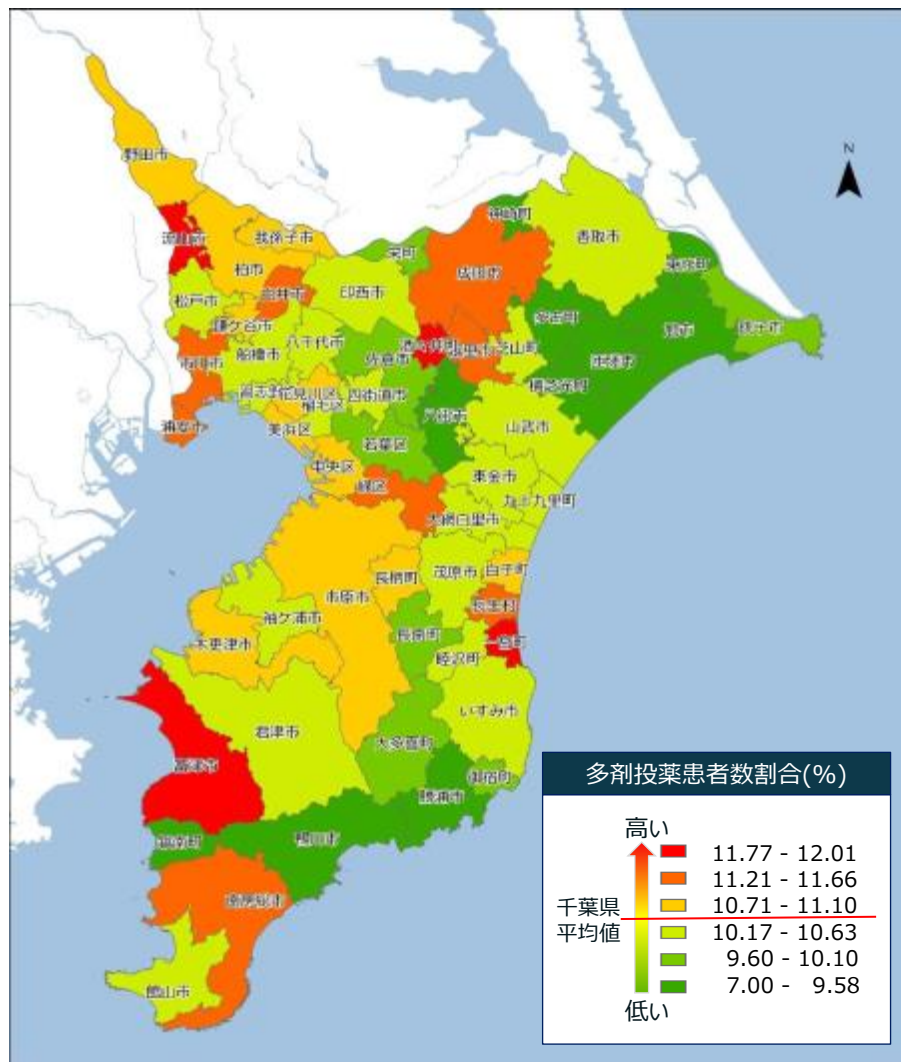 N
野田市
流山市
我孫子市
柏市
神崎町
香取市
栄町
成田市
東庄町
松戸市
白井市
印西市
銚子市
鎌ケ谷市
多古町
旭市
市川市
船橋市
八千代市
酒々井町
富里市
芝山町
匝瑳市
佐倉市
習志野市
花見川区
稲毛区
四街道市
八街市
横芝光町
浦安市
美浜区
若葉区
山武市
中央区
東金市
緑区
九十九里町
大網白里市
市原市
長柄町
茂原市
白子町
長生村
袖ケ浦市
木更津市
長南町
一宮町
睦沢町
いすみ市
君津市
大多喜町
富津市
御宿町
勝浦市
鋸南町
鴨川市
南房総市
館山市
多剤投薬患者数割合(%)
高い
11.77 - 12.01
11.21 - 11.66
千葉県
10.71 - 11.10
平均値
10.17 - 10.63
9.60 - 10.10
7.00 - 9.58
低い